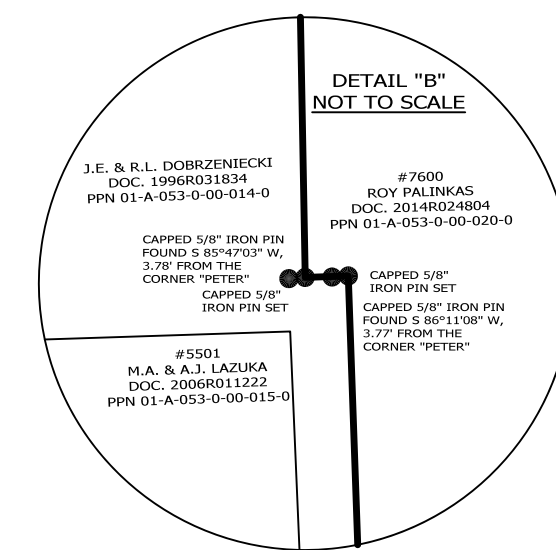 DETAIL "B"
NOT TO SCALE
J.E. & R.L. DOBRZENIECKI
DOC. 1996R031834
PPN 01-A-053-0-00-014-0
#7600
ROY PALINKAS
DOC. 2014R024804
PPN 01-A-053-0-00-020-0
CAPPED 5/8" IRON PIN
FOUND S 85°47'03" W,
3.78' FROM THE
CORNER "PETER"
CAPPED 5/8"
IRON PIN SET
CAPPED 5/8"
IRON PIN SET
CAPPED 5/8" IRON PIN
FOUND S 86°11'08" W,
3.77' FROM THE
CORNER "PETER"
#5501
M.A. & A.J. LAZUKA
DOC. 2006R011222
PPN 01-A-053-0-00-015-0